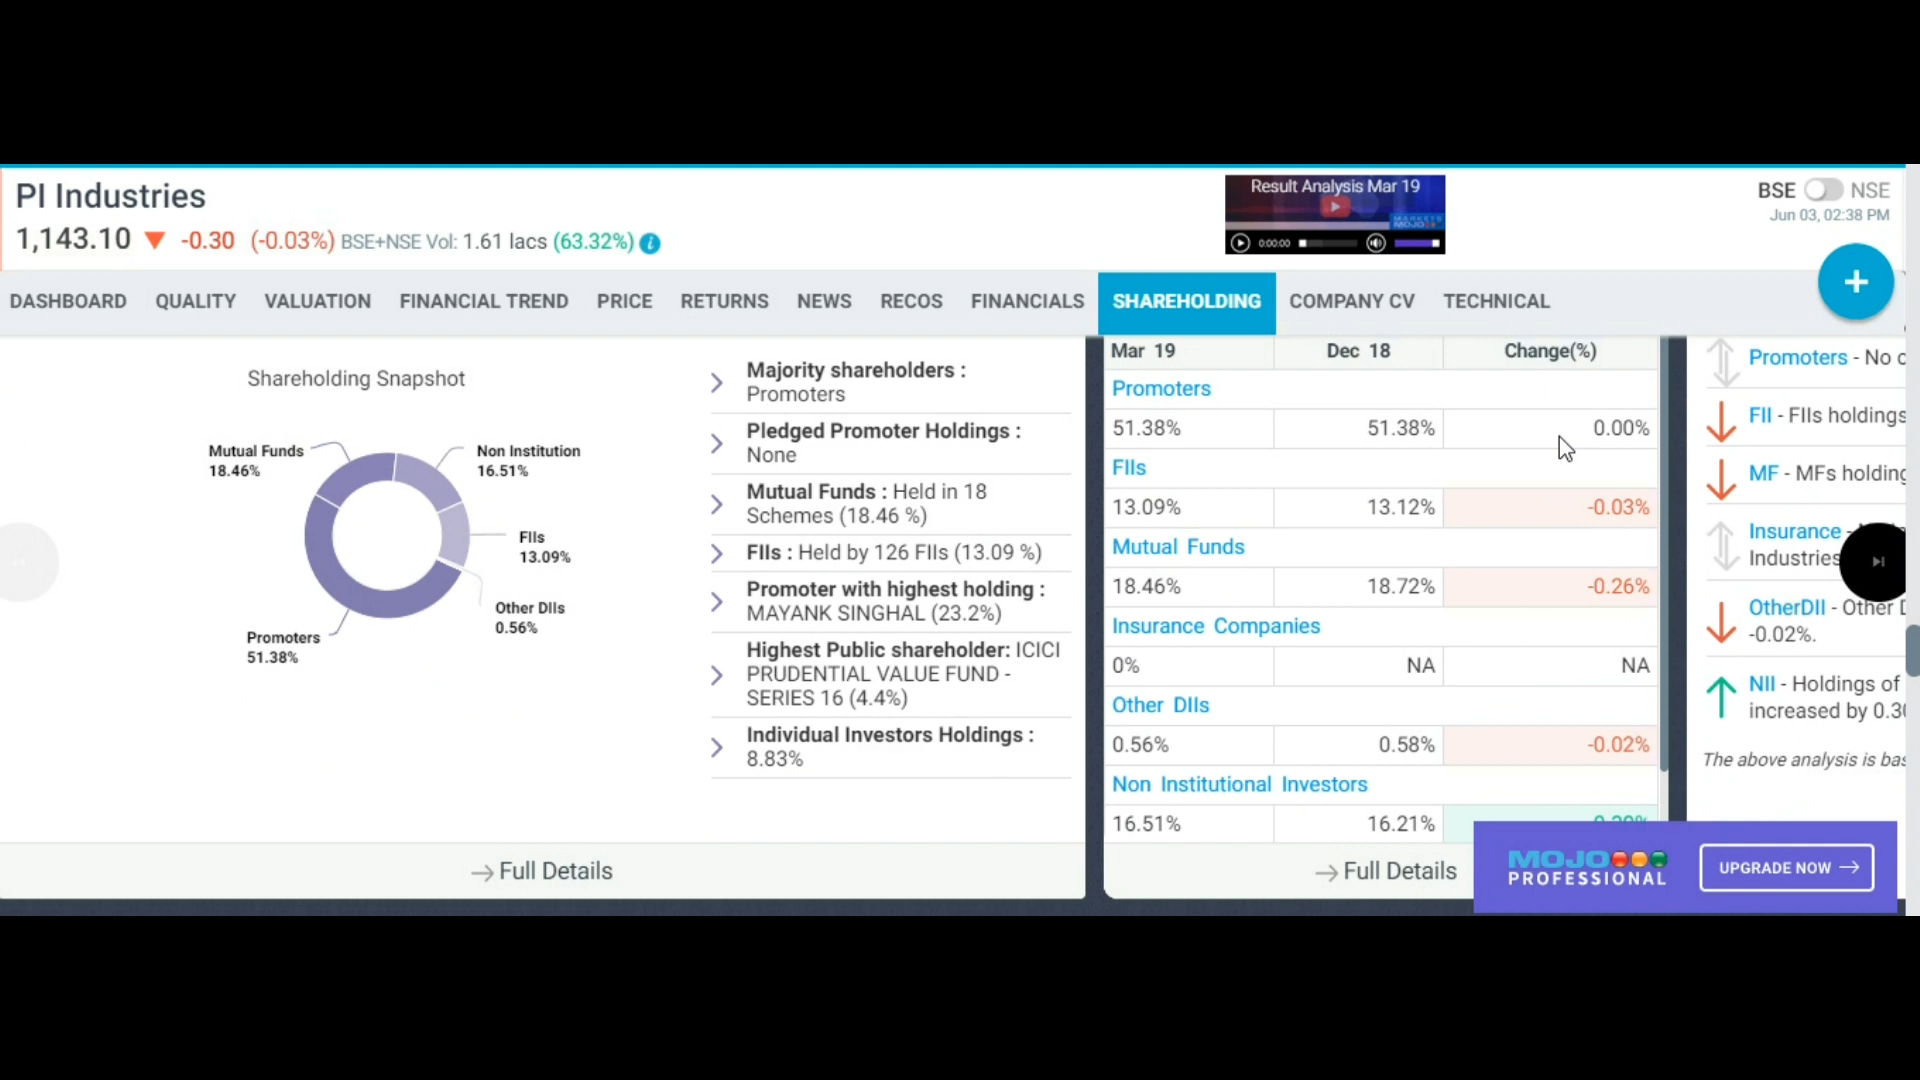 PI Industries
1,143.10 -0.30 (-0.03%) BSE+NSE Vol: 1.61 lacs (63.32%) i
Result Analysis Mar 19
MARKETS
MOJO
0:00:00
BSE NSE
Jun 03, 02:38 PM
+
DASHBOARD QUALITY VALUATION FINANCIAL TREND PRICE RETURNS NEWS RECOS FINANCIALS SHAREHOLDING COMPANY CV TECHNICAL
Shareholding Snapshot
Mutual Funds
18.46%
Non Institution
16.51%
FIIs
13.09%
Other DIIs
0.56%
Promoters
51.38%
Majority shareholders :
Promoters
Pledged Promoter Holdings :
None
Mutual Funds : Held in 18
Schemes (18.46 %)
FIIs : Held by 126 FIIs (13.09 %)
Promoter with highest holding :
MAYANK SINGHAL (23.2%)
Highest Public shareholder: ICICI
PRUDENTIAL VALUE FUND -
SERIES 16 (4.4%)
Individual Investors Holdings :
8.83%
Full Details
Mar 19 Dec 18 Change(%)
Promoters
51.38% 51.38% 0.00%
FIIs
13.09% 13.12% -0.03%
Mutual Funds
18.46% 18.72% -0.26%
Insurance Companies
0% NA NA
Other DIIs
0.56% 0.58% -0.02%
Non Institutional Investors
16.51% 16.21%
Full Details
Promoters - No
FII - FIIs holdings
MF - MFs holding
Insurance -
Industries
OtherDII - Other
-0.02%.
NII - Holdings of
increased by
The above analysis is
MOJO
PROFESSIONAL
UPGRADE NOW